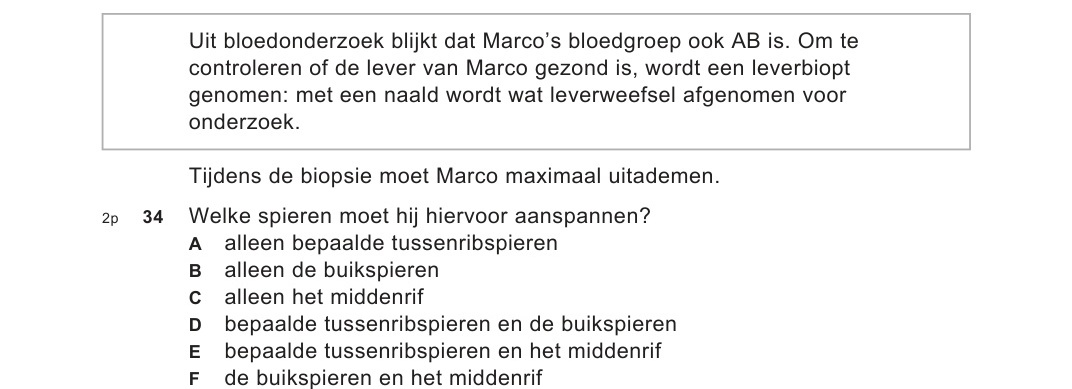 Uit bloedonderzoek blijkt dat Marco’s bloedgroep ook AB is. Om te
controleren of de lever van Marco gezond is, wordt een leverbiopt
genomen: met een naald wordt wat leverweefsel afgenomen voor
onderzoek.
Tijdens de biopsie moet Marco maximaal uitademen.
2p 34 Welke spieren moet hij hiervoor aanspannen?
A alleen bepaalde tussenribspieren
B alleen de buikspieren
C alleen het middenrif
D bepaalde tussenribspieren en de buikspieren
E bepaalde tussenribspieren en het middenrif
F de buikspieren en het middenrif